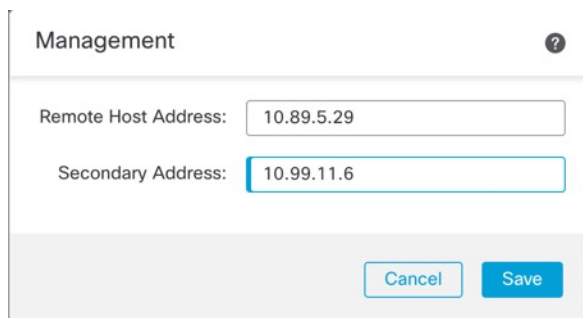 Management
?
Remote Host Address: 10.89.5.29
Secondary Address: 10.99.11.6
Cancel Save